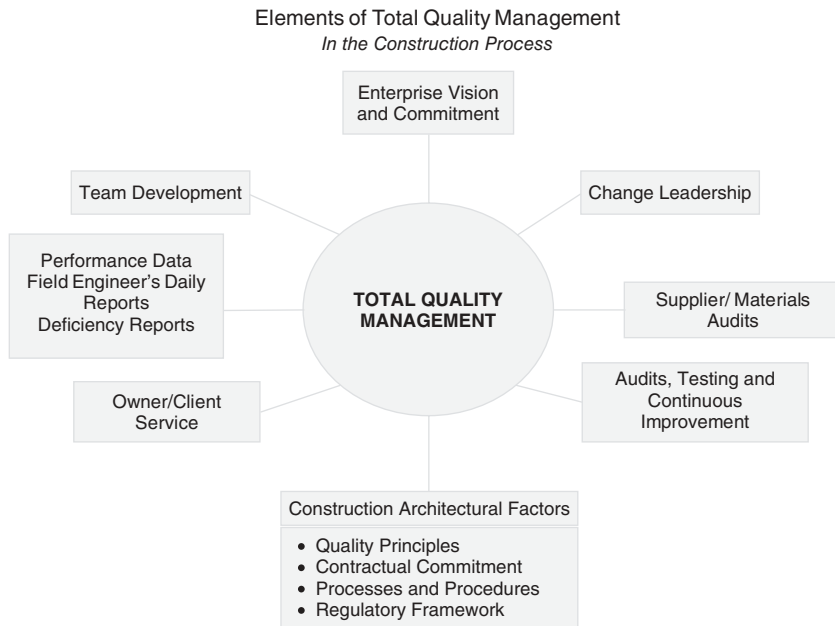 Elements of Total Quality Management
In the Construction Process
Enterprise Vision
and Commitment
Team Development
Change Leadership
Performance Data
Field Engineer's Daily
Reports
Deficiency Reports
TOTAL QUALITY
MANAGEMENT
Supplier/ Materials
Audits
Owner/Client
Service
Audits, Testing and
Continuous
Improvement
Construction Architectural Factors
• Quality Principles
• Contractual Commitment
• Processes and Procedures
• Regulatory Framework